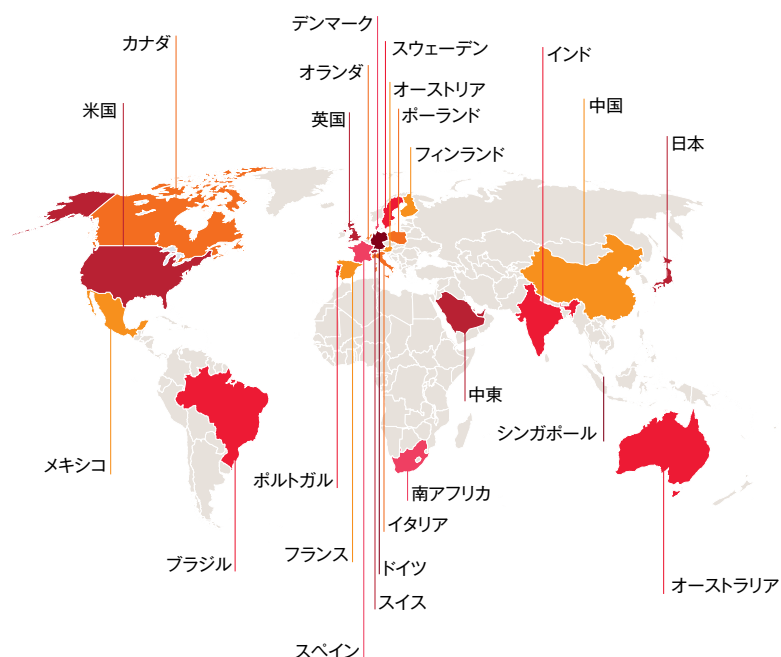 デンマーク
カナダ
スウェーデン
インド
オランダ
オーストリア
中国
米国
英国
ポーランド
日本
フィンランド
中東
シンガポール
メキシコ
ポルトガル
南アフリカ
イタリア
フランス
ブラジル
ドイツ
オーストラリア
スイス
スペイン